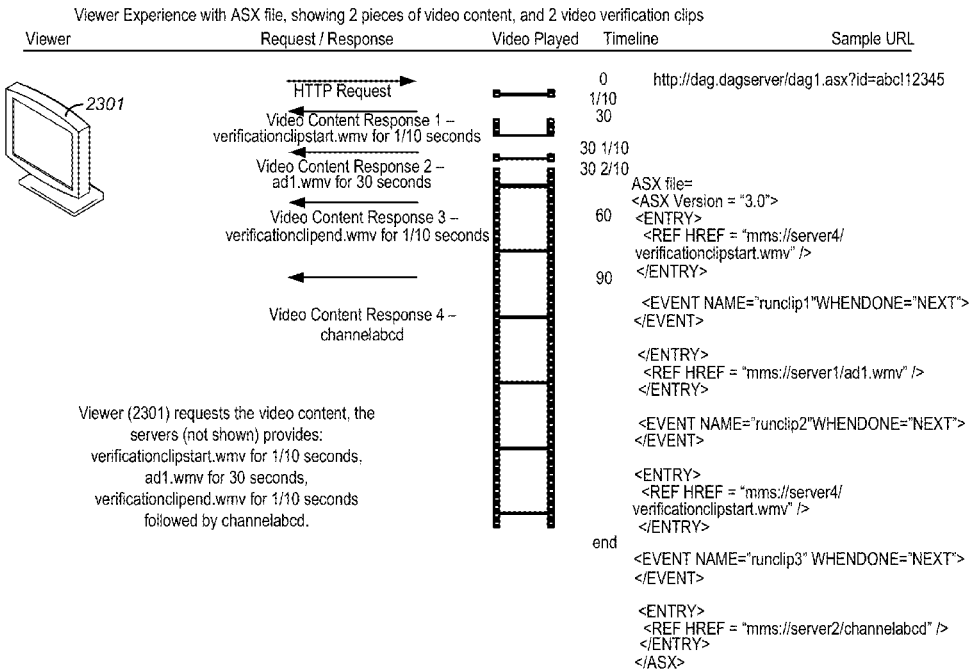 Viewer Experience with ASX file, showing 2 pieces of video content, and 2 video verification clips
Viewer
Request / Response
Video Played
Timeline
Sample URL
2301
HTTP Request
Video Content Response 1 –
verificationclipstart.wmv for 1/10 seconds
Video Content Response 2 –
ad1.wmv for 30 seconds
Video Content Response 3 –
verificationclipend.wmv for 1/10 seconds
Video Content Response 4 –
channelabcd
Viewer (2301) requests the video content, the
servers (not shown) provides:
verificationclipstart.wmv for 1/10 seconds,
ad1.wmv for 30 seconds,
verificationclipend.wmv for 1/10 seconds
followed by channelabcd.
0
1/10
30
30 1/10
30 2/10
60
90
end
http://dag.dagserver/dag1.asx?id=abc!12345
ASX file=
<ASX Version = “3.0”>
<ENTRY>
<REF HREF = “mms://server4/
verificationclipstart.wmv” />
</ENTRY>
<EVENT NAME=“runclip1”WHENDONE=“NEXT”>
</EVENT>
</ENTRY>
<REF HREF = “mms://server1/ad1.wmv” />
</ENTRY>
<EVENT NAME=“runclip2”WHENDONE=“NEXT”>
</EVENT>
<ENTRY>
<REF HREF = “mms://server4/
verificationclipstart.wmv” />
</ENTRY>
<EVENT NAME=“runclip3” WHENDONE=“NEXT”>
</EVENT>
<ENTRY>
<REF HREF = “mms://server2/channelabcd” />
</ENTRY>
</ASX>